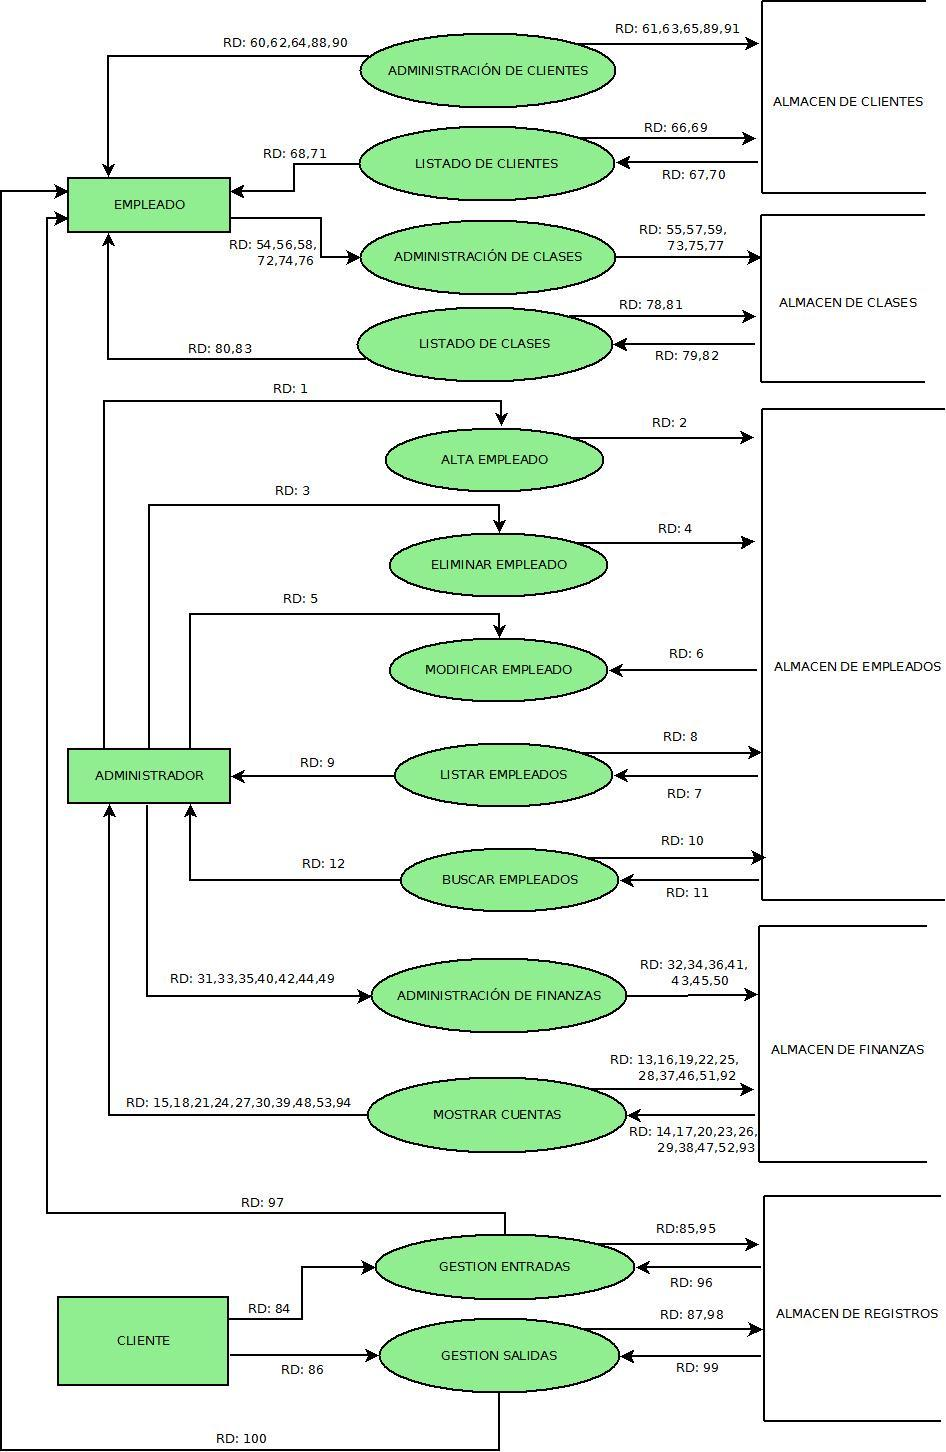 RD: 61,63,65,89,91
RD: 60,62,64,88,90
ADMINISTRACIÓN DE CLIENTES
ALMACEN DE CLIENTES
RD: 66,69
RD: 68,71
LISTADO DE CLIENTES
RD: 67,70
EMPLEADO
RD: 54,56,58,
72,74,76
ADMINISTRACIÓN DE CLASES
RD: 55,57,59,
73,75,77
ALMACEN DE CLASES
RD: 78,81
LISTADO DE CLASES
RD: 80,83
RD: 79,82
RD: 1
RD: 2
ALTA EMPLEADO
RD: 3
RD: 4
ELIMINAR EMPLEADO
RD: 5
RD: 6
MODIFICAR EMPLEADO
ALMACEN DE EMPLEADOS
RD: 8
ADMINISTRADOR
RD: 9
LISTAR EMPLEADOS
RD: 7
RD: 10
RD: 12
BUSCAR EMPLEADOS
RD: 11
RD: 31,33,35,40,42,44,49
ADMINISTRACIÓN DE FINANZAS
RD: 32,34,36,41,
43,45,50
ALMACEN DE FINANZAS
RD: 13,16,19,22,25,
28,37,46,51,92
RD: 15,18,21,24,27,30,39,48,53,94
MOSTRAR CUENTAS
RD: 14,17,20,23,26,
29,38,47,52,93
RD: 97
RD:85,95
GESTION ENTRADAS
RD: 96
RD: 84
RD: 87,98
ALMACEN DE REGISTROS
CLIENTE
GESTION SALIDAS
RD: 86
RD: 99
RD: 100